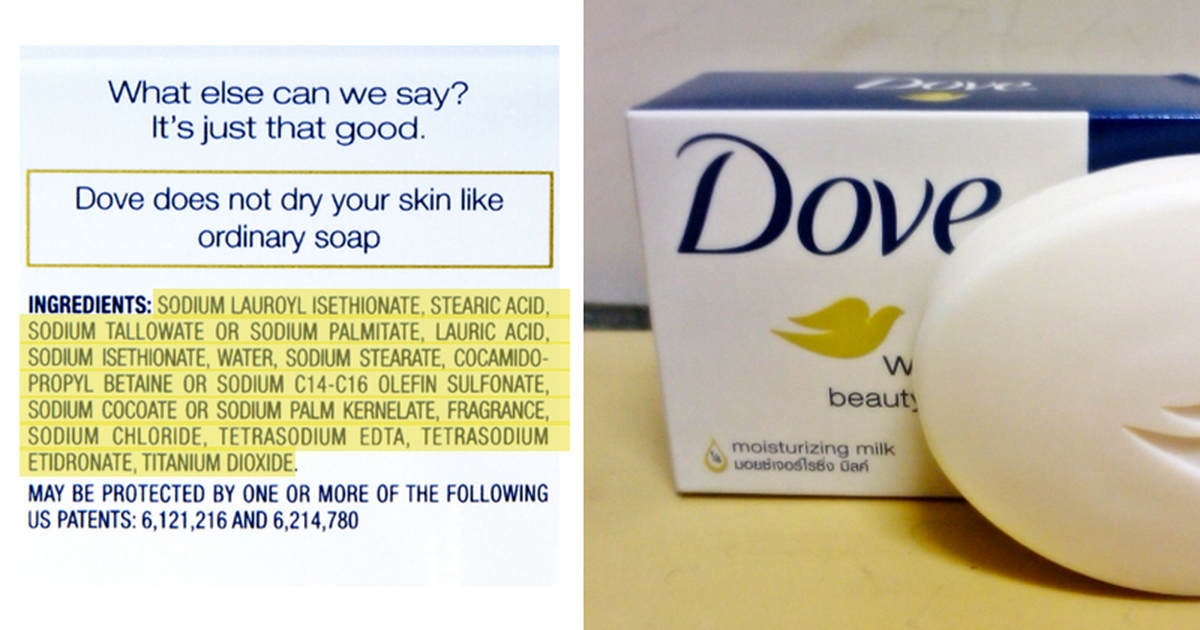 What else can we say?
It's just that good.
Dove does not dry your skin like
ordinary soap
INGREDIENTS: SODIUM LAUROYL ISETHIONATE, STEARIC ACID,
SODIUM TALLOWATE OR SODIUM PALMITATE, LAURIC ACID,
SODIUM ISETHIONATE, WATER, SODIUM STEARATE, COCAMIDO-
PROPYL BETAINE OR SODIUM C14-C16 OLEFIN SULFONATE,
SODIUM COCOATE OR SODIUM PALM KERNELATE, FRAGRANCE,
SODIUM CHLORIDE, TETRASODIUM EDTA, TETRASODIUM
ETIDRONATE, TITANIUM DIOXIDE.
MAY BE PROTECTED BY ONE OR MORE OF THE FOLLOWING
US PATENTS: 6,121,216 AND 6,214,780
Dove
Dove
beauty
moisturizing milk
มอยซ์เจอร์ไรซิ่ง มิลค์